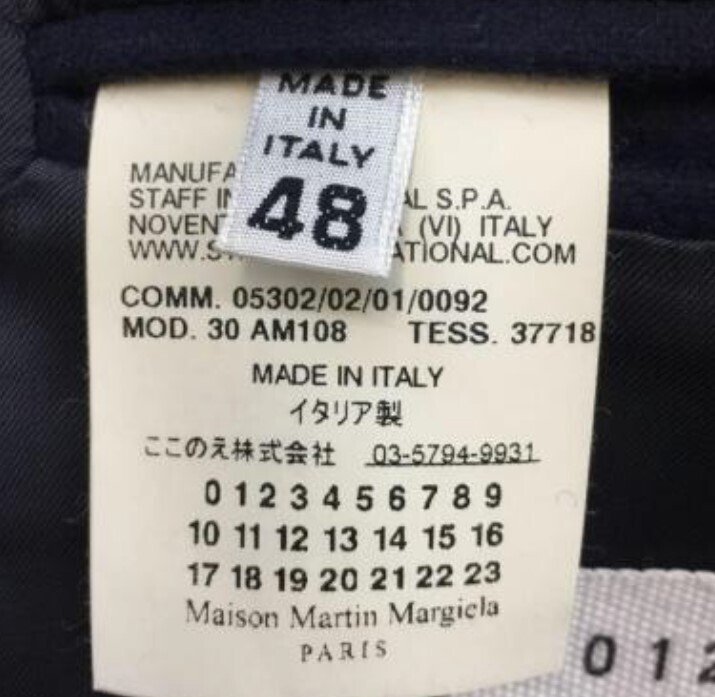 MADE
IN
ITALY
48
MANUFA
STAFF IN AL S.P.A.
NOVENT (VI) ITALY
WWW.S ATIONAL.COM
COMM. 05302/02/01/0092
MOD. 30 AM108 TESS. 37718
MADE IN ITALY
イタリア製
ここのえ株式会社 03-5794-9931
0 1 2 3 4 5 6 7 8 9
10 11 12 13 14 15 16
17 18 19 20 21 22 23
Maison Martin Margiela
PARIS
0 1 2